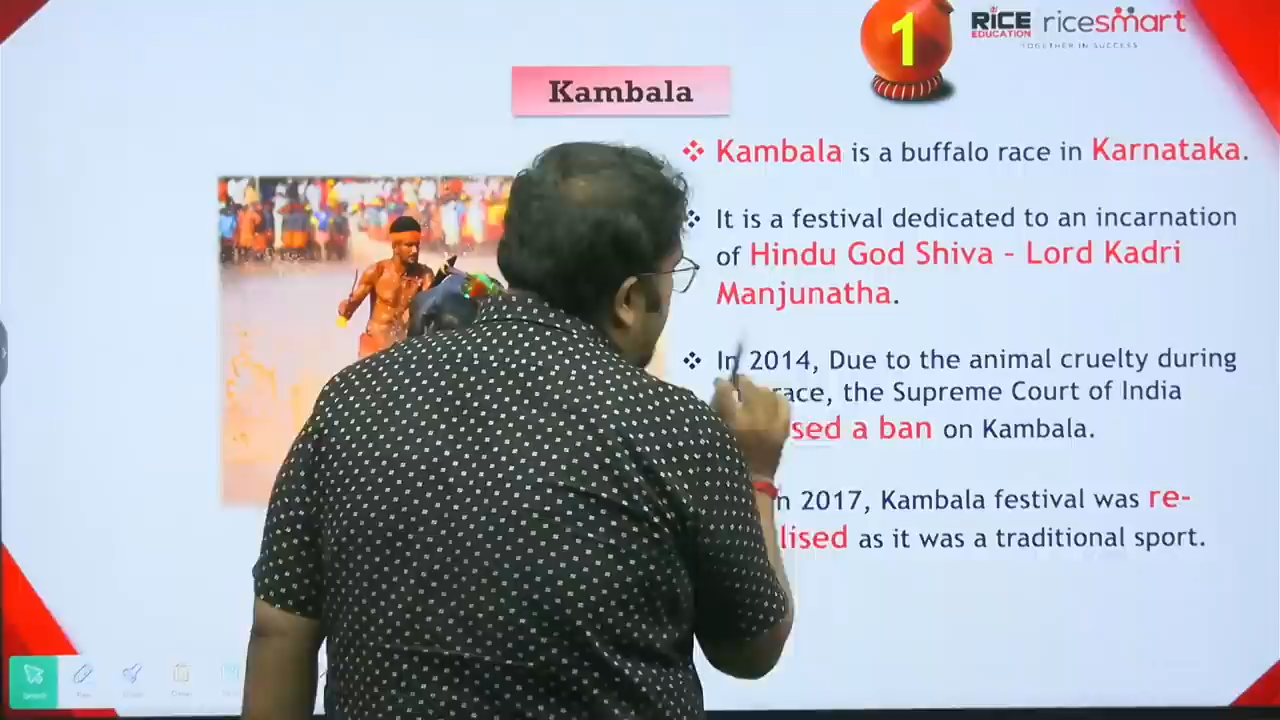 1
RICE
EDUCATION
ricesmart
TOGETHER IN SUCCESS
Kambala
❖ Kambala is a buffalo race in Karnataka.
❖ It is a festival dedicated to an incarnation
of Hindu God Shiva – Lord Kadri
Manjunatha.
❖ In 2014, Due to the animal cruelty during
race, the Supreme Court of India
sed a ban on Kambala.
n 2017, Kambala festival was re-
lised as it was a traditional sport.